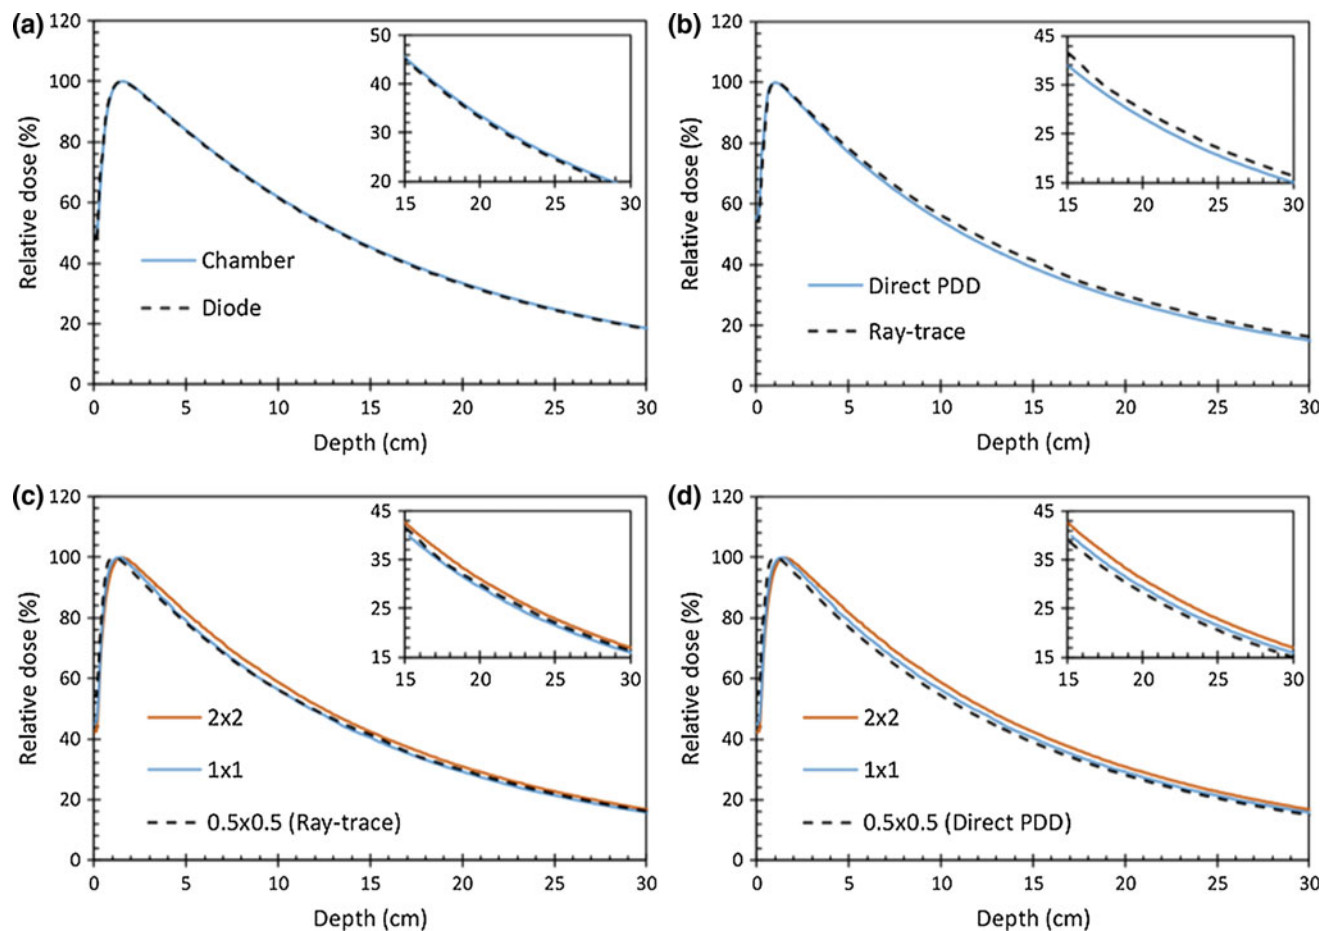 (a)
Relative dose (%)
120
100
80
60
40
20
0
0 5 10 15 20 25 30
Depth (cm)
Chamber
Diode
50
40
30
20
15 20 25 30
(b)
Relative dose (%)
120
100
80
60
40
20
0
0 5 10 15 20 25 30
Depth (cm)
Direct PDD
Ray-trace
45
35
25
15
15 20 25 30
(c)
Relative dose (%)
120
100
80
60
40
20
0
0 5 10 15 20 25 30
Depth (cm)
2x2
1x1
0.5x0.5 (Ray-trace)
45
35
25
15
15 20 25 30
(d)
Relative dose (%)
120
100
80
60
40
20
0
0 5 10 15 20 25 30
Depth (cm)
2x2
1x1
0.5x0.5 (Direct PDD)
45
35
25
15
15 20 25 30